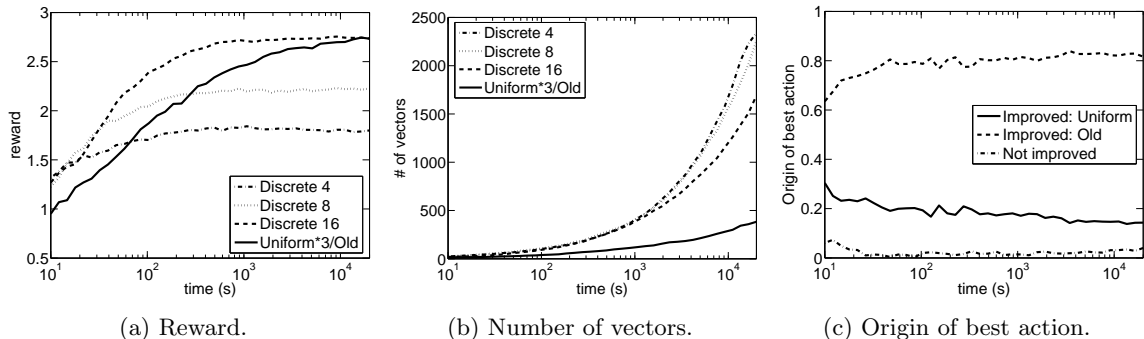 3
2.5
2
1.5
1
0.5
reward
Discrete 4
Discrete 8
Discrete 16
Uniform*3/Old
10^1
10^2
10^3
10^4
time (s)
(a) Reward.
2500
2000
1500
1000
500
0
# of vectors
Discrete 4
Discrete 8
Discrete 16
Uniform*3/Old
10^1
10^2
10^3
10^4
time (s)
(b) Number of vectors.
1
0.8
0.6
0.4
0.2
0
Origin of best action
Improved: Uniform
Improved: Old
Not improved
10^1
10^2
10^3
10^4
time (s)
(c) Origin of best action.